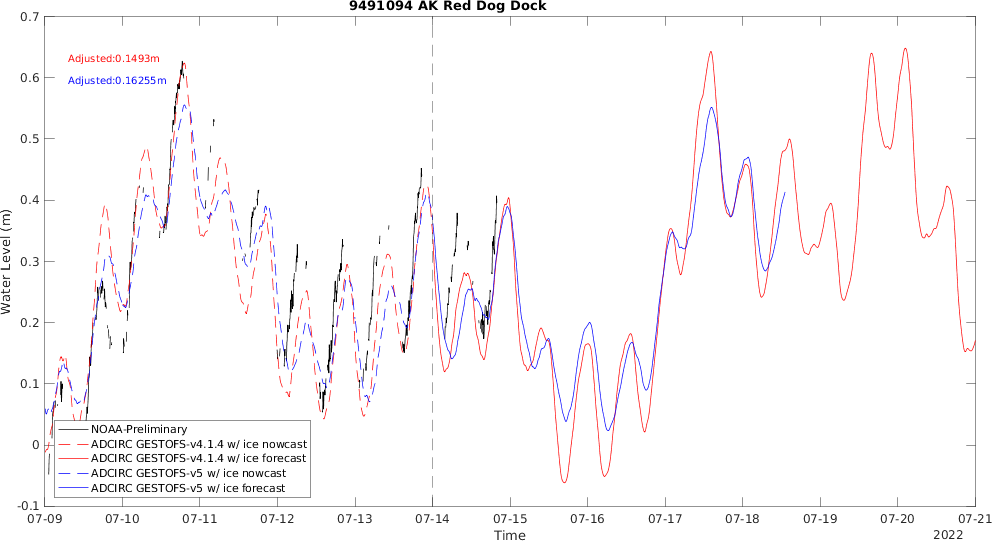 9491094 AK Red Dog Dock
Water Level (m)
0.7
0.6
0.5
0.4
0.3
0.2
0.1
0
-0.1
Adjusted:0.1493m
Adjusted:0.16255m
NOAA-Preliminary
ADCIRC GESTOFS-v4.1.4 w/ ice nowcast
ADCIRC GESTOFS-v4.1.4 w/ ice forecast
ADCIRC GESTOFS-v5 w/ ice nowcast
ADCIRC GESTOFS-v5 w/ ice forecast
07-09 07-10 07-11 07-12 07-13 07-14 07-15 07-16 07-17 07-18 07-19 07-20 07-21
Time
2022